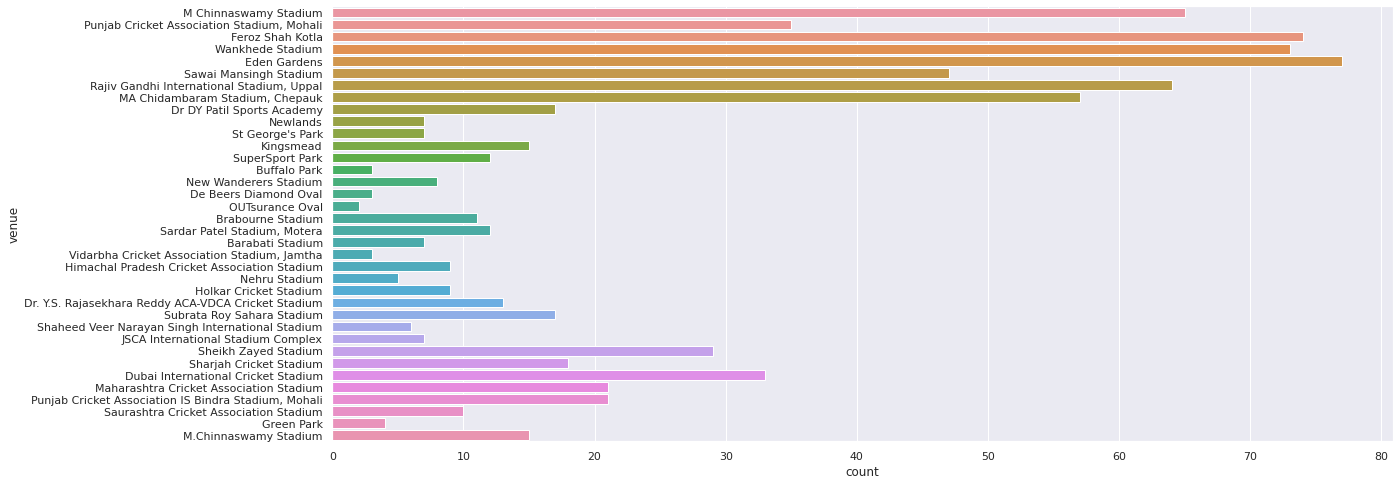 M Chinnaswamy Stadium
Punjab Cricket Association Stadium, Mohali
Feroz Shah Kotla
Wankhede Stadium
Eden Gardens
Sawai Mansingh Stadium
Rajiv Gandhi International Stadium, Uppal
MA Chidambaram Stadium, Chepauk
Dr DY Patil Sports Academy
Newlands
St George's Park
Kingsmead
SuperSport Park
Buffalo Park
New Wanderers Stadium
De Beers Diamond Oval
OUTsurance Oval
Brabourne Stadium
Sardar Patel Stadium, Motera
Barabati Stadium
Vidarbha Cricket Association Stadium, Jamtha
Himachal Pradesh Cricket Association Stadium
Nehru Stadium
Holkar Cricket Stadium
Dr. Y.S. Rajasekhara Reddy ACA-VDCA Cricket Stadium
Subrata Roy Sahara Stadium
Shaheed Veer Narayan Singh International Stadium
JSCA International Stadium Complex
Sheikh Zayed Stadium
Sharjah Cricket Stadium
Dubai International Cricket Stadium
Maharashtra Cricket Association Stadium
Punjab Cricket Association IS Bindra Stadium, Mohali
Saurashtra Cricket Association Stadium
Green Park
M.Chinnaswamy Stadium
venue
0 10 20 30 40 50 60 70 80
count